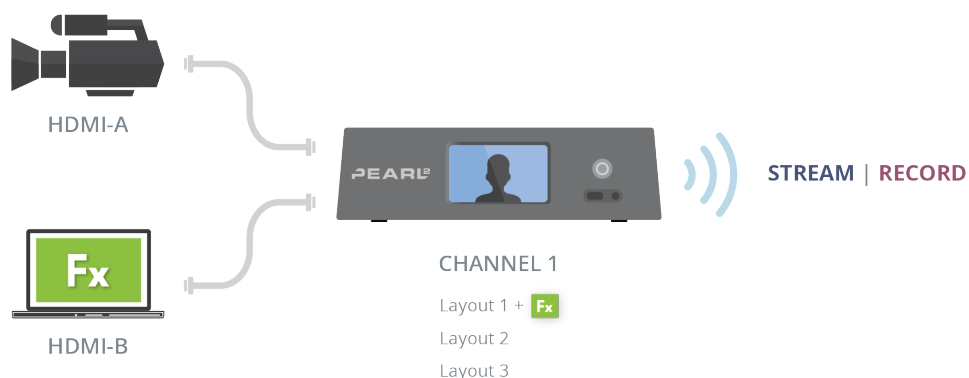 HDMI-A
Fx
HDMI-B
PEARL2
STREAM | RECORD
CHANNEL 1
Layout 1 + Fx
Layout 2
Layout 3